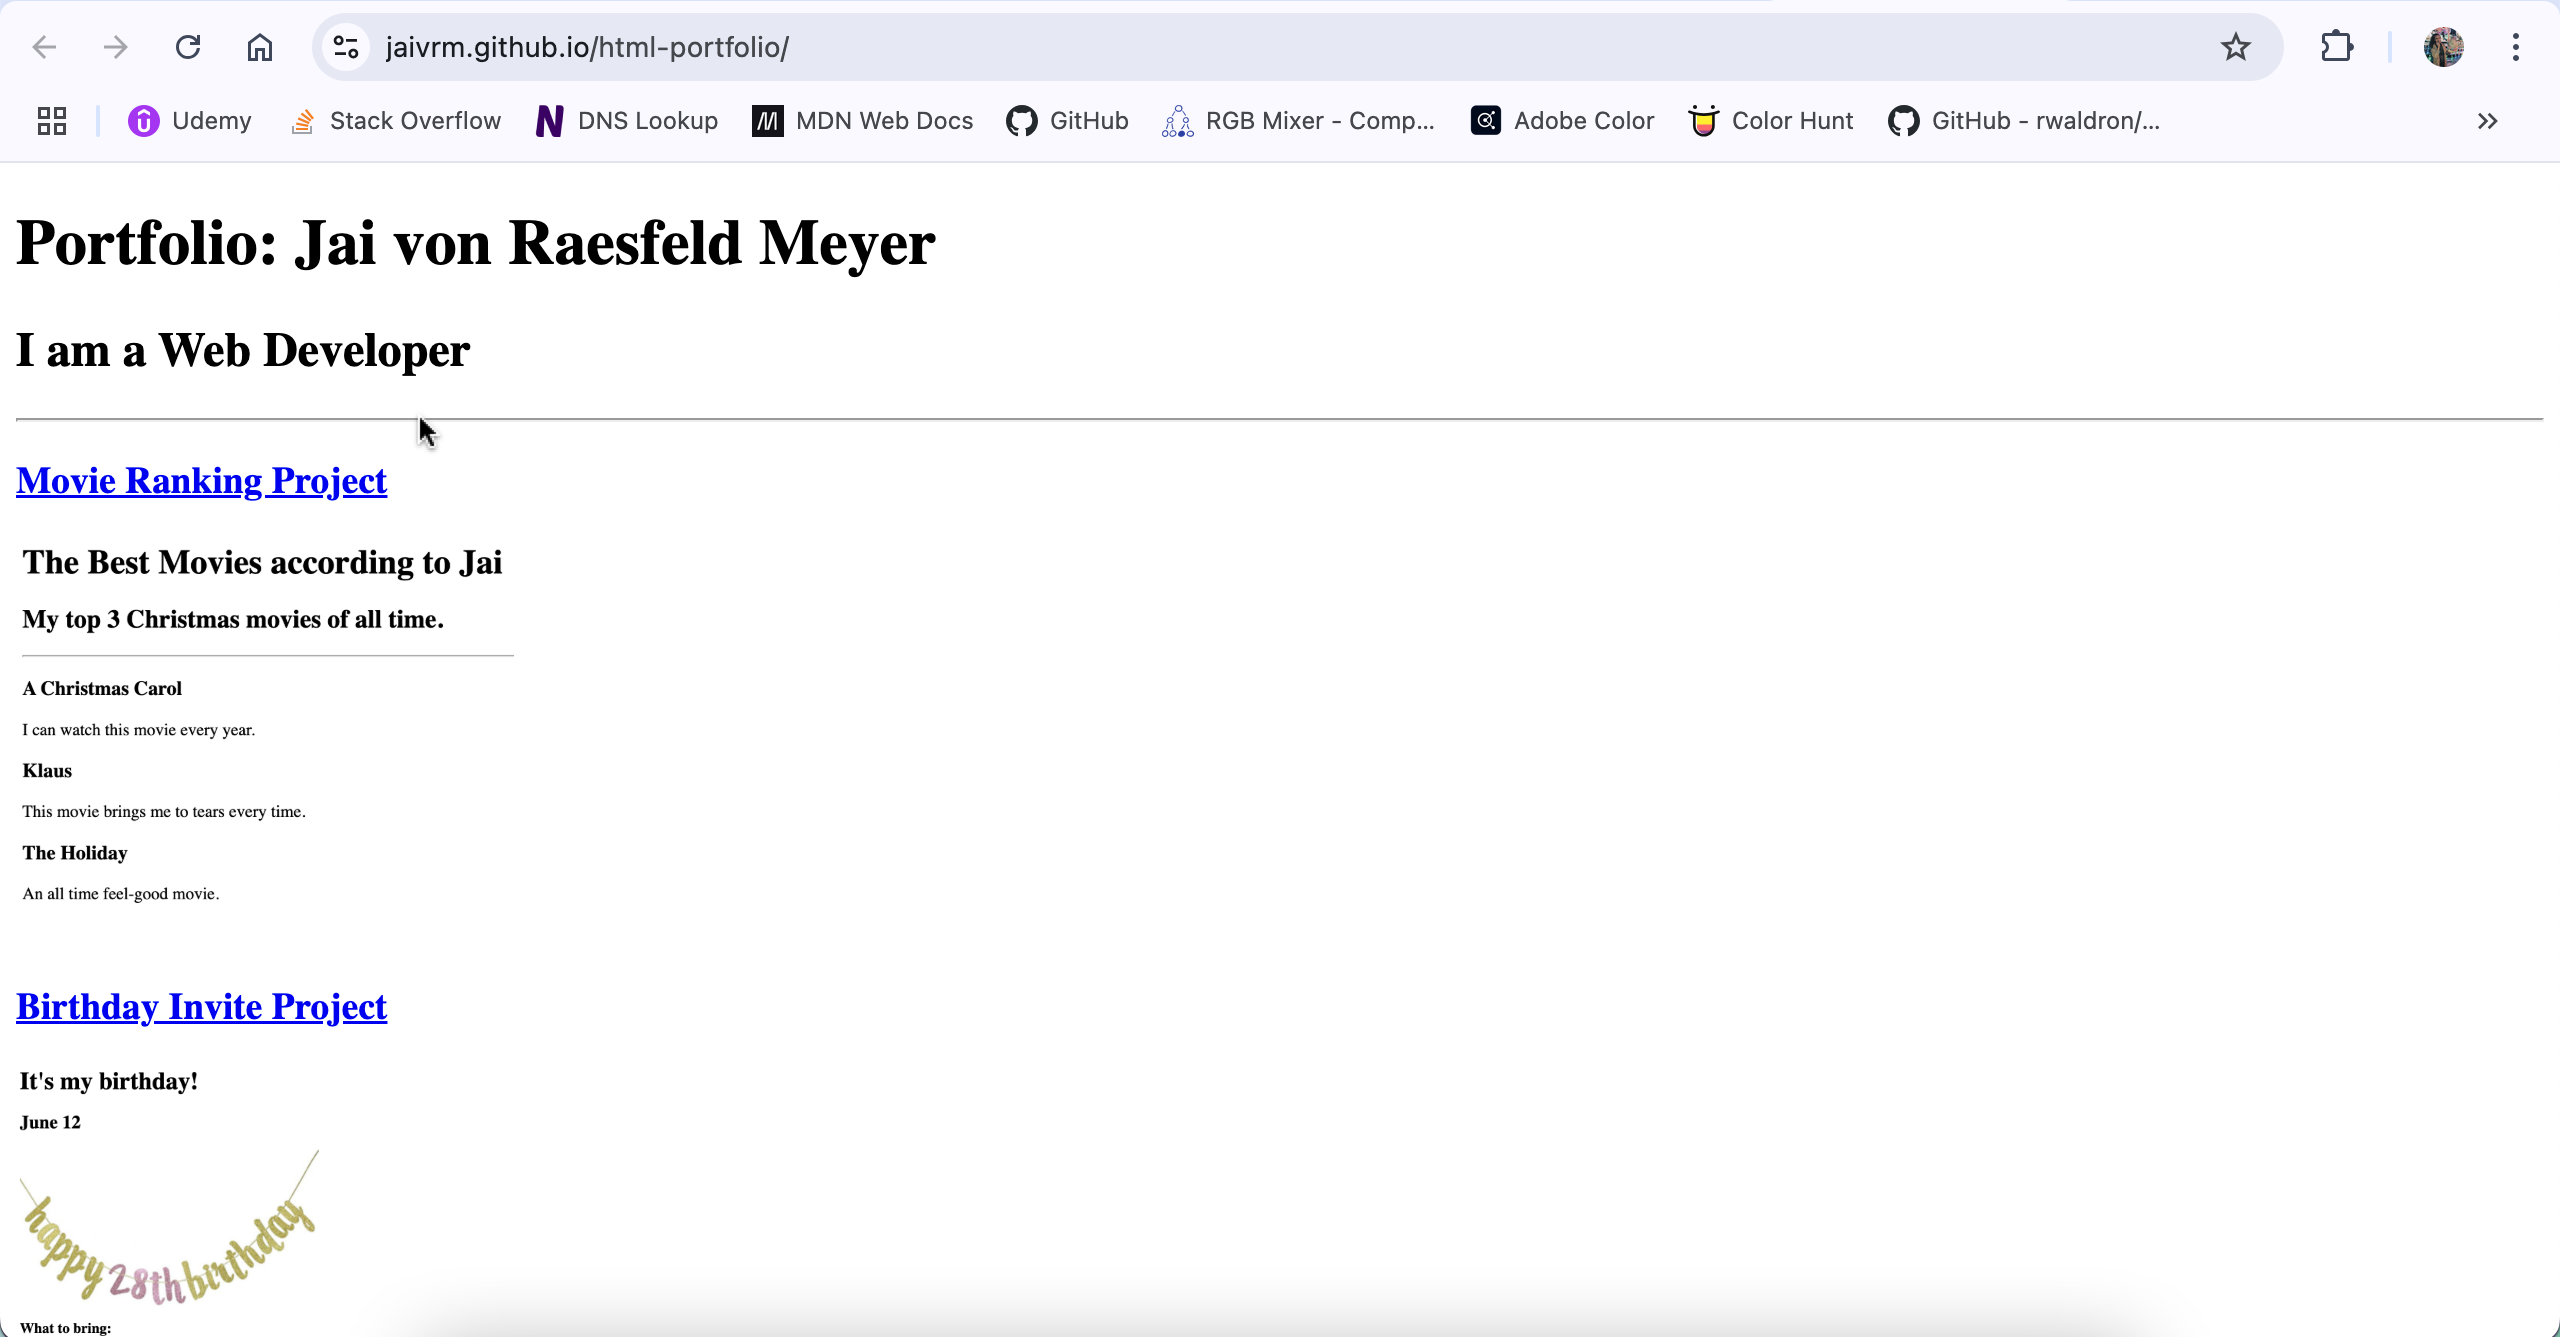 jaivrm.github.io/html-portfolio/
Udemy Stack Overflow DNS Lookup MDN Web Docs GitHub RGB Mixer - Comp... Adobe Color Color Hunt GitHub - rwaldron/...
Portfolio: Jai von Raesfeld Meyer
I am a Web Developer
Movie Ranking Project
The Best Movies according to Jai
My top 3 Christmas movies of all time.
A Christmas Carol
I can watch this movie every year.
Klaus
This movie brings me to tears every time.
The Holiday
An all time feel-good movie.
Birthday Invite Project
It's my birthday!
June 12
happy 28th birthday
What to bring: